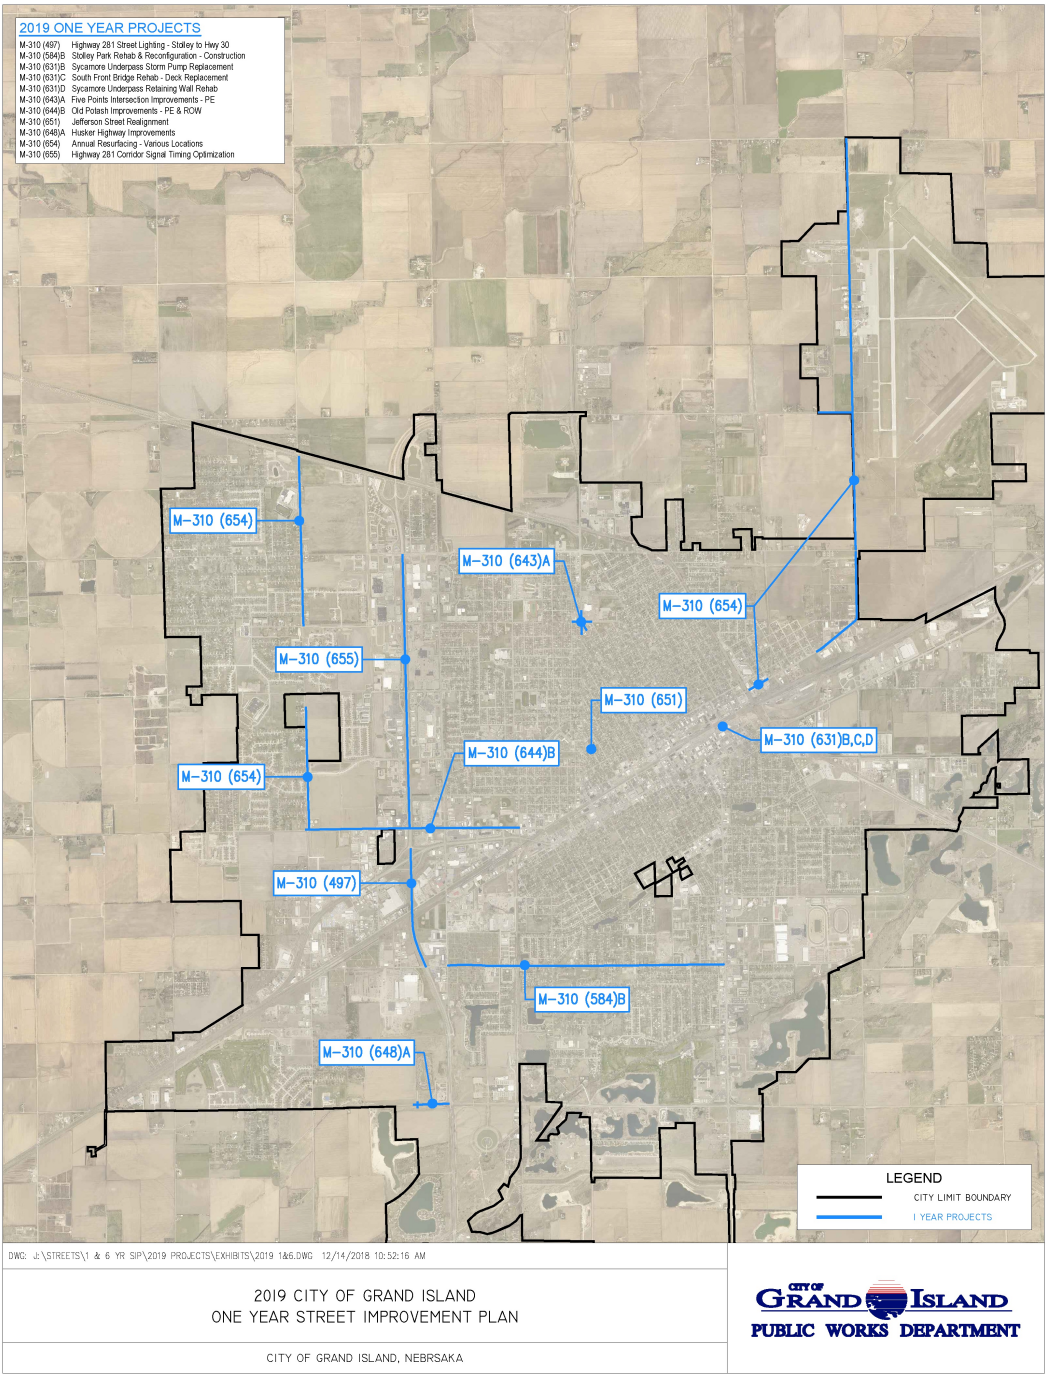 2019 ONE YEAR PROJECTS
M-310 (497) Highway 281 Street Lighting - Stolley to Hwy 30
M-310 (584)B Stolley Park Rehab & Reconfiguration - Construction
M-310 (631)B Sycamore Underpass Storm Pump Replacement
M-310 (631)C South Front Bridge Rehab - Deck Replacement
M-310 (631)D Sycamore Underpass Retaining Wall Rehab
M-310 (643)A Five Points Intersection Improvements - PE
M-310 (644)B Old Potash Improvements - PE & ROW
M-310 (651) Jefferson Street Realignment
M-310 (648)A Husker Highway Improvements
M-310 (654) Annual Resurfacing - Various Locations
M-310 (655) Highway 281 Corridor Signal Timing Optimization
M-310 (654)
M-310 (643)A
M-310 (654)
M-310 (655)
M-310 (651)
M-310 (631)B,C,D
M-310 (644)B
M-310 (654)
M-310 (497)
M-310 (584)B
M-310 (648)A
LEGEND
CITY LIMIT BOUNDARY
1 YEAR PROJECTS
DWG: J:\STREETS\1 & 6 YR SIP\2019 PROJECTS\EXHIBITS\2019 1&6.DWG 12/14/2018 10:52:16 AM
2019 CITY OF GRAND ISLAND
ONE YEAR STREET IMPROVEMENT PLAN
CITY OF GRAND ISLAND, NEBRSAKA
CITY OF
GRAND ISLAND
PUBLIC WORKS DEPARTMENT